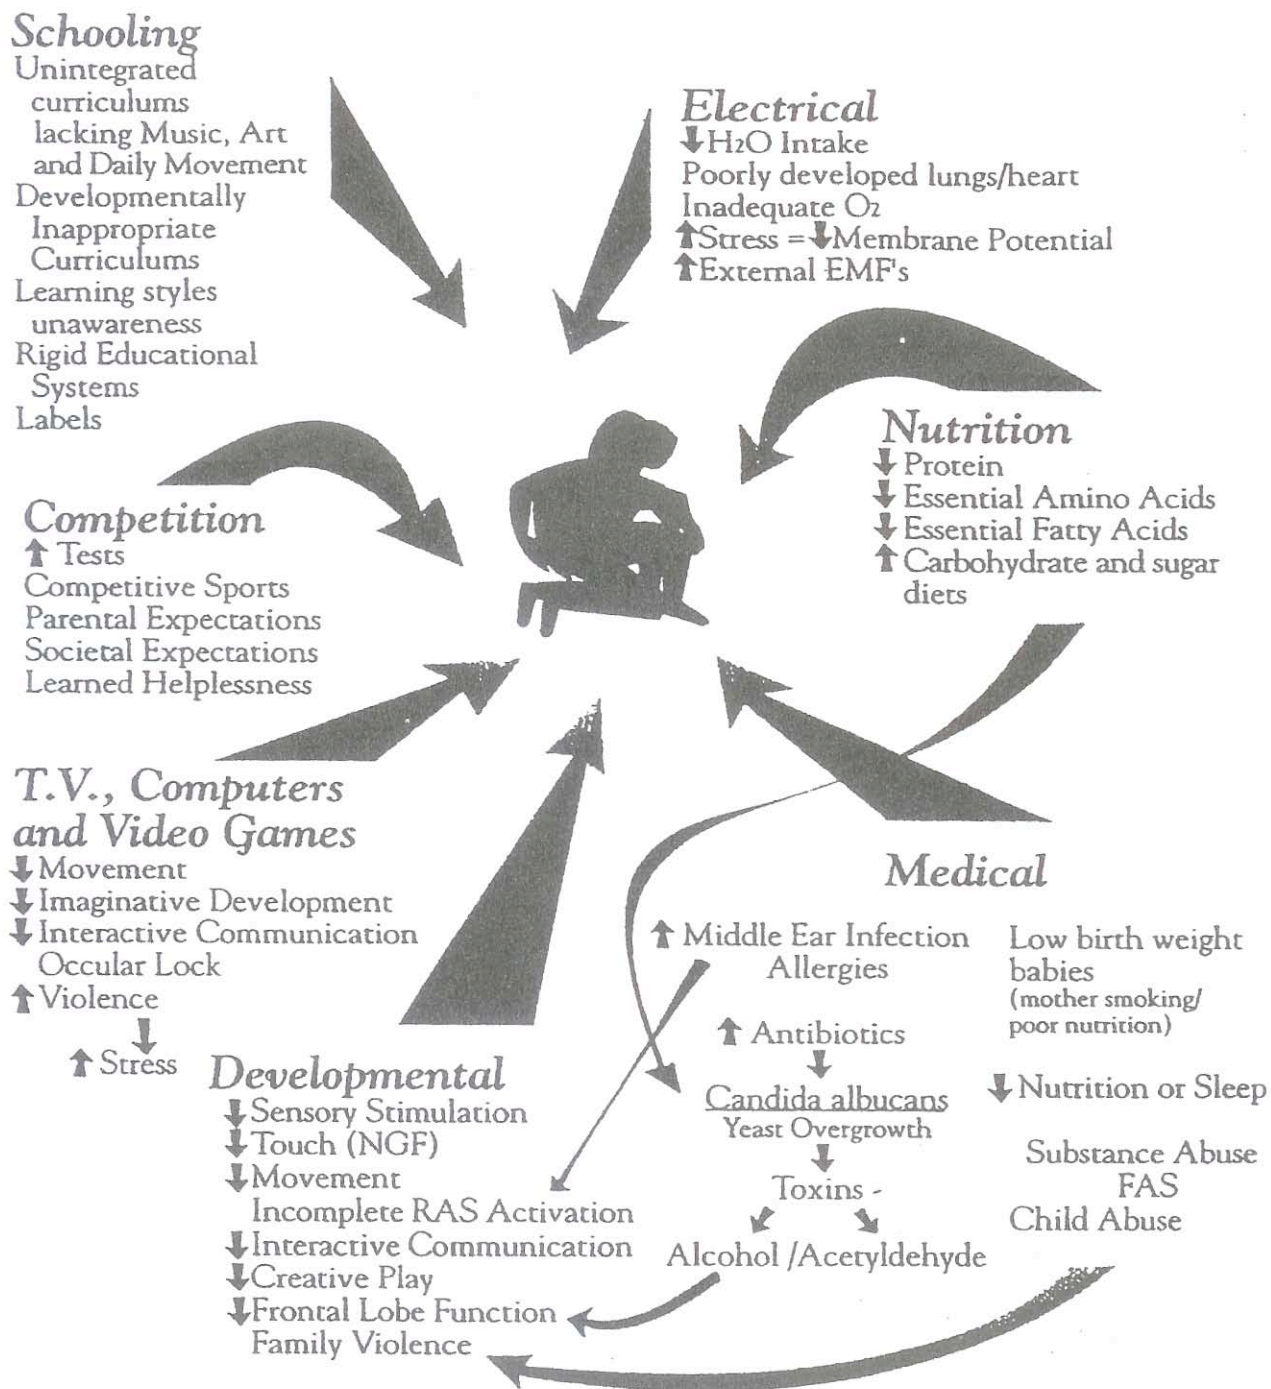 Schooling
Unintegrated
curriculums
lacking Music, Art
and Daily Movement
Developmentally
Inappropriate
Curriculums
Learning styles
unawareness
Rigid Educational
Systems
Labels
Electrical
⬇H2O Intake
Poorly developed lungs/heart
Inadequate O2
⬆Stress = ⬇Membrane Potential
⬆External EMF's
Nutrition
⬇ Protein
⬇ Essential Amino Acids
⬇ Essential Fatty Acids
⬆ Carbohydrate and sugar
diets
Competition
⬆ Tests
Competitive Sports
Parental Expectations
Societal Expectations
Learned Helplessness
T.V., Computers
and Video Games
⬇ Movement
⬇ Imaginative Development
⬇ Interactive Communication
Occular Lock
⬆ Violence
⬇
⬆ Stress
Developmental
⬇ Sensory Stimulation
⬇ Touch (NGF)
⬇ Movement
Incomplete RAS Activation
⬇ Interactive Communication
⬇ Creative Play
⬇ Frontal Lobe Function
Family Violence
Medical
⬆ Middle Ear Infection
Allergies
⬆ Antibiotics
⬇
Candida albucans
Yeast Overgrowth
⬇
Toxins -
Alcohol /Acetyldehyde
Low birth weight
babies
(mother smoking/
poor nutrition)
⬇ Nutrition or Sleep
Substance Abuse
FAS
Child Abuse